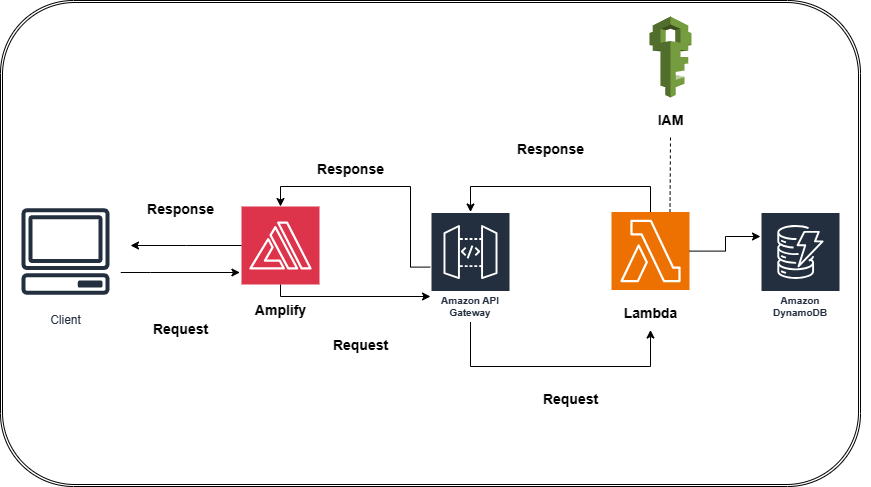 IAM
Response
Response
Response
Client
Request
Amplify
Request
Amazon API
Gateway
Request
Lambda
Amazon
DynamoDB
</>